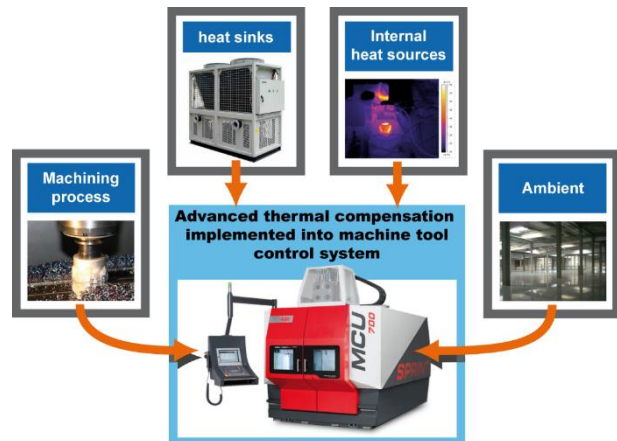 heat sinks
Internal
heat sources
Machining
process
Ambient
Advanced thermal compensation
implemented into machine tool
control system
MCU
700